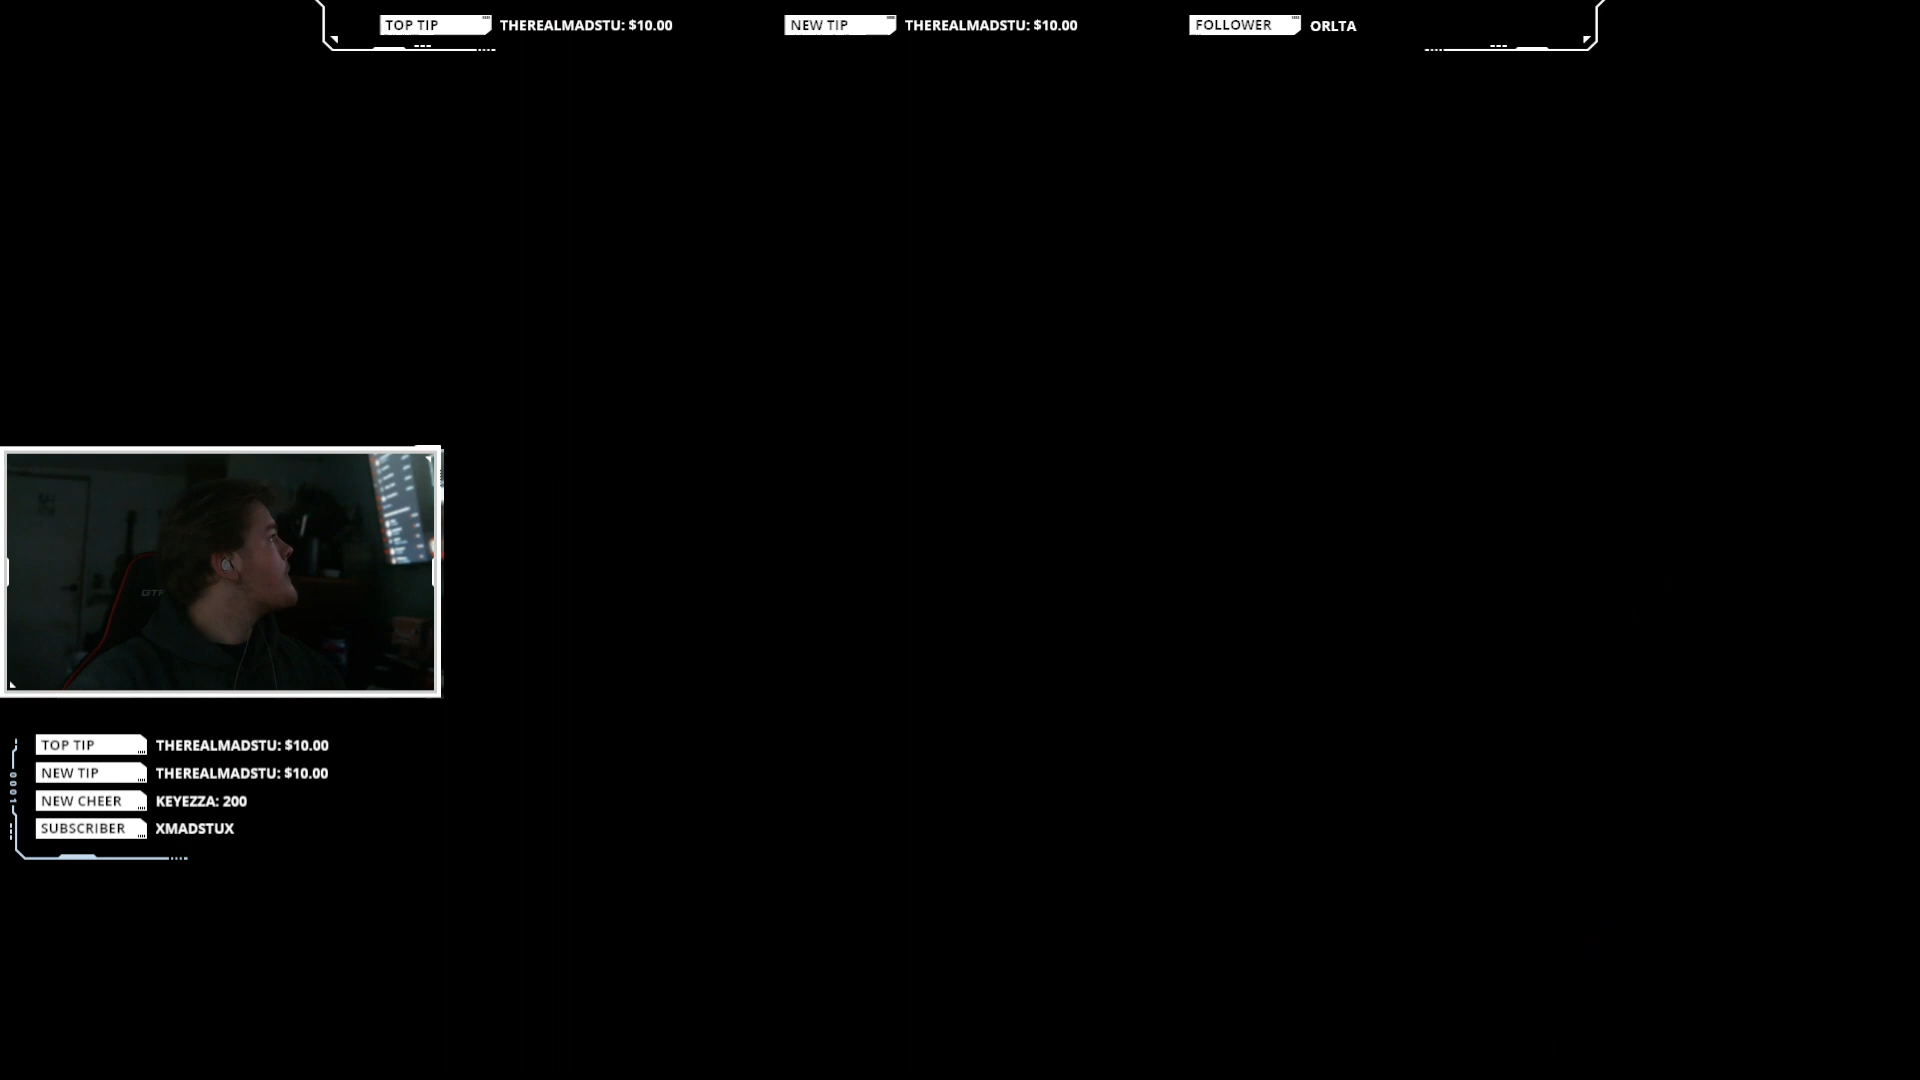 TOP TIP THEREALMADSTU: $10.00 NEW TIP THEREALMADSTU: $10.00 FOLLOWER ORLTA
TOP TIP THEREALMADSTU: $10.00
NEW TIP THEREALMADSTU: $10.00
NEW CHEER KEYEZZA: 200
SUBSCRIBER XMADSTUX
0001